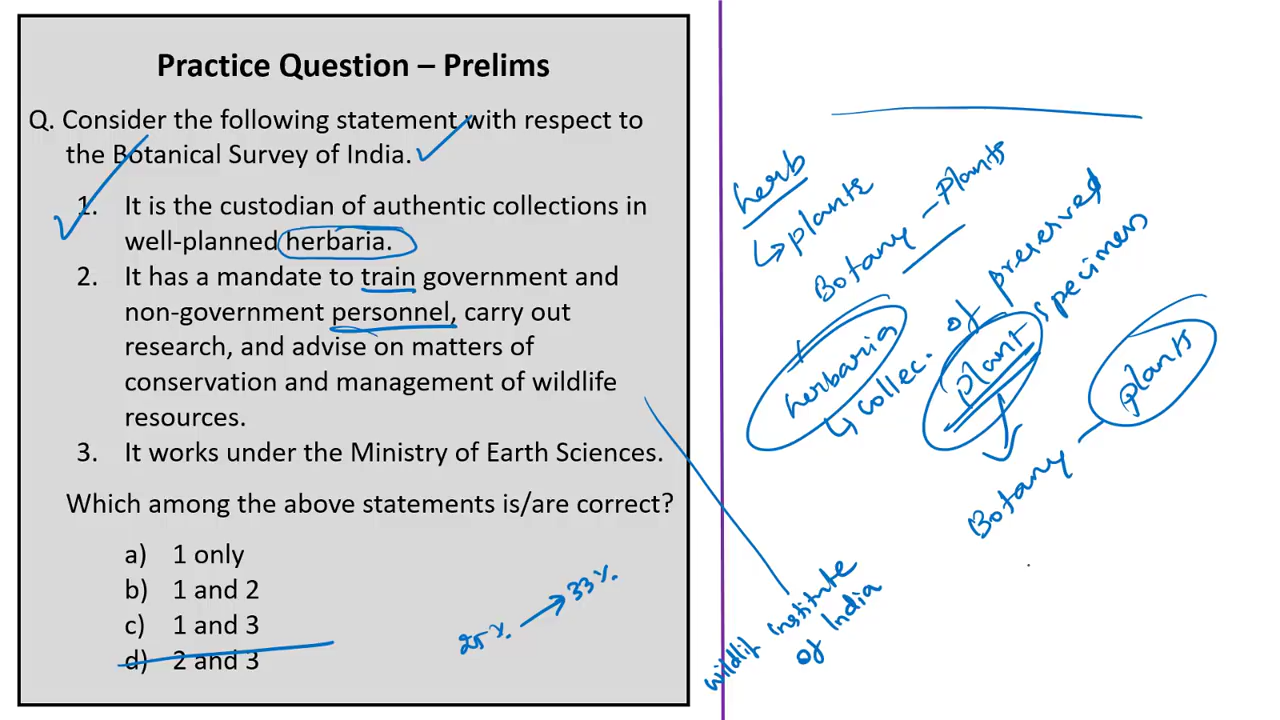 Practice Question – Prelims
Q. Consider the following statement with respect to
the Botanical Survey of India.
1. It is the custodian of authentic collections in
well-planned herbaria.
2. It has a mandate to train government and
non-government personnel, carry out
research, and advise on matters of
conservation and management of wildlife
resources.
3. It works under the Ministry of Earth Sciences.
Which among the above statements is/are correct?
a) 1 only
b) 1 and 2
c) 1 and 3
d) 2 and 3
25% → 33%
herb
↳ plants
Botany – plants
herbaria
↳ collec. of preserved
plant specimens
Botany – plants
wildlif institute
of India